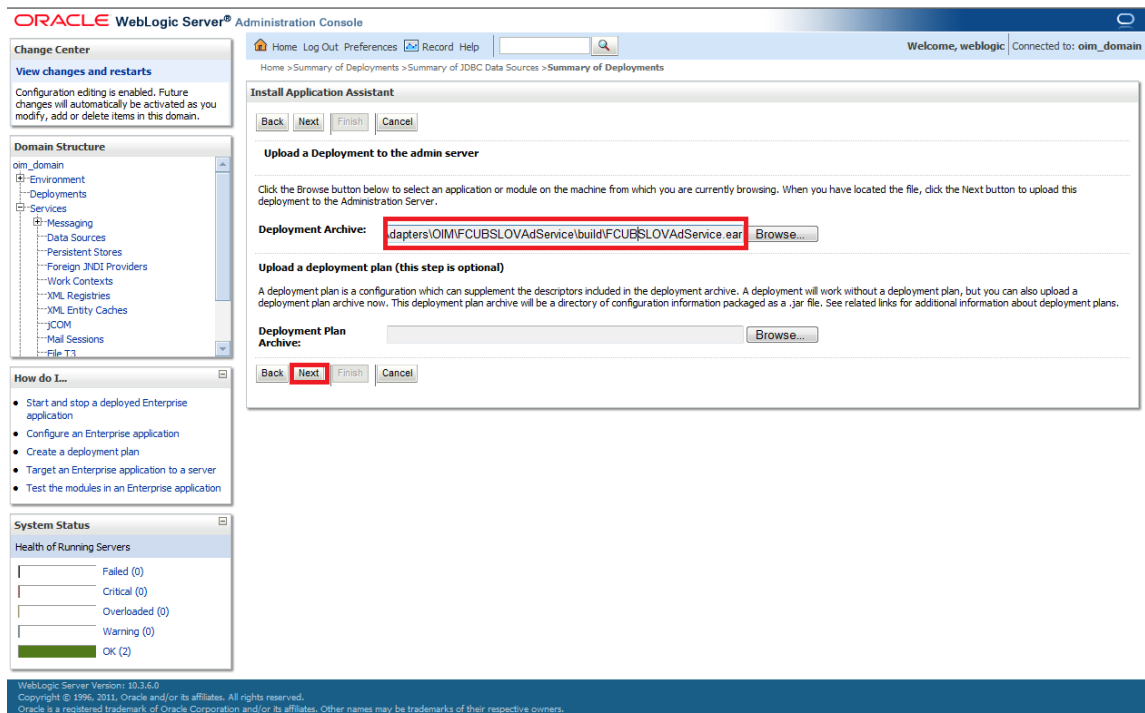 ORACLE WebLogic Server® Administration Console
Change Center
View changes and restarts
Configuration editing is enabled. Future
changes will automatically be activated as you
modify, add or delete items in this domain.
Domain Structure
oim_domain
Environment
Deployments
Services
Messaging
Data Sources
Persistent Stores
Foreign JNDI Providers
Work Contexts
XML Registries
XML Entity Caches
jCOM
Mail Sessions
File T3
How do I...
Start and stop a deployed Enterprise
application
Configure an Enterprise application
Create a deployment plan
Target an Enterprise application to a server
Test the modules in an Enterprise application
System Status
Health of Running Servers
Failed (0)
Critical (0)
Overloaded (0)
Warning (0)
OK (2)
Home Log Out Preferences Record Help
Welcome, weblogic Connected to: oim_domain
Home >Summary of Deployments >Summary of JDBC Data Sources >Summary of Deployments
Install Application Assistant
Back Next Finish Cancel
Upload a Deployment to the admin server
Click the Browse button below to select an application or module on the machine from which you are currently browsing. When you have located the file, click the Next button to upload this
deployment to the Administration Server.
Deployment Archive: dapters\OIM\FCUBSLOVAdService\build\FCUBSLOVAdService.ear Browse...
Upload a deployment plan (this step is optional)
A deployment plan is a configuration which can supplement the descriptors included in the deployment archive. A deployment will work without a deployment plan, but you can also upload a
deployment plan archive now. This deployment plan archive will be a directory of configuration information packaged as a .jar file. See related links for additional information about deployment plans.
Deployment Plan
Archive: Browse...
Back Next Finish Cancel
WebLogic Server Version: 10.3.6.0
Copyright © 1996, 2011, Oracle and/or its affiliates. All rights reserved.
Oracle is a registered trademark of Oracle Corporation and/or its affiliates. Other names may be trademarks of their respective owners.